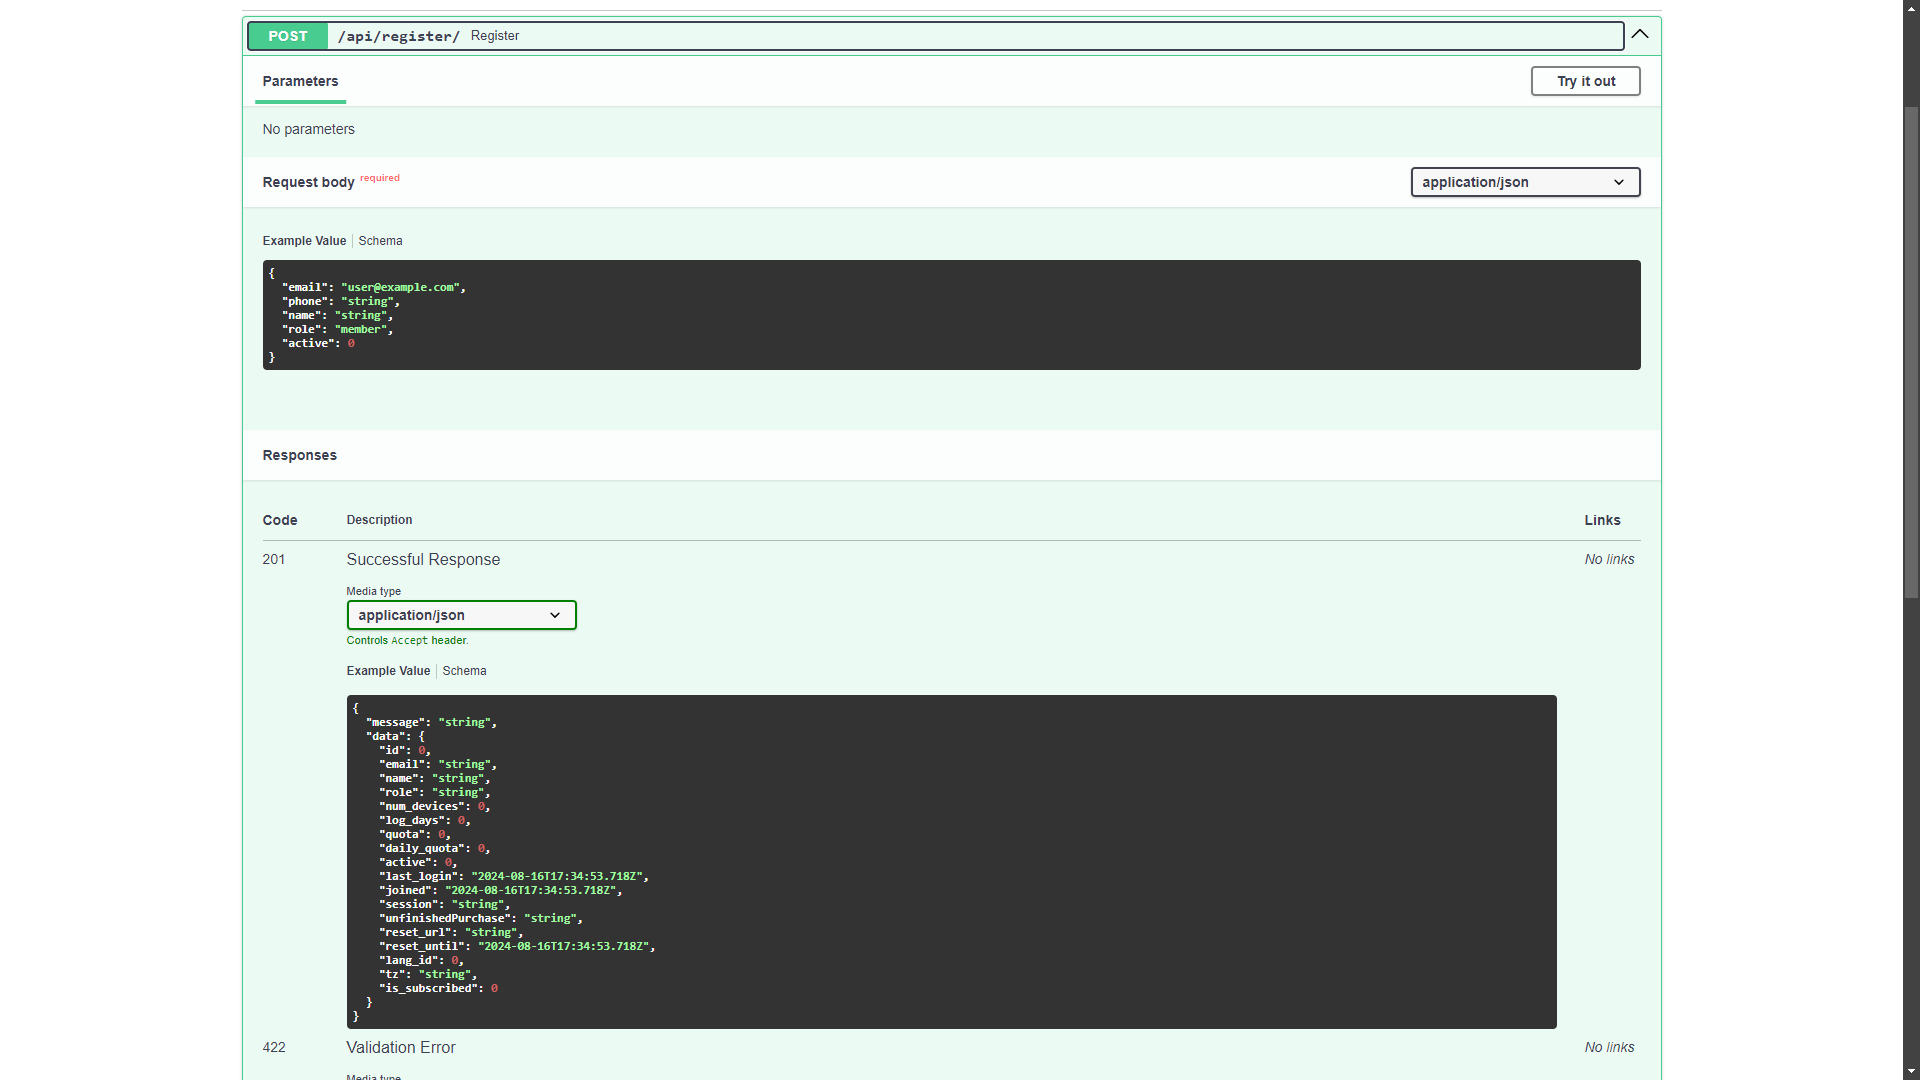 POST /api/register/ Register
Parameters
Try it out
No parameters
Request body required
application/json
Example Value Schema
{
"email": "user@example.com",
"phone": "string",
"name": "string",
"role": "member",
"active": 0
}
Responses
Code Description Links
201 Successful Response No links
Media type
application/json
Controls Accept header.
Example Value Schema
{
"message": "string",
"data": {
"id": 0,
"email": "string",
"name": "string",
"role": "string",
"num_devices": 0,
"log_days": 0,
"quota": 0,
"daily_quota": 0,
"active": 0,
"last_login": "2024-08-16T17:34:53.718Z",
"joined": "2024-08-16T17:34:53.718Z",
"session": "string",
"unfinishedPurchase": "string",
"reset_url": "string",
"reset_until": "2024-08-16T17:34:53.718Z",
"lang_id": 0,
"tz": "string",
"is_subscribed": 0
}
}
422 Validation Error No links
Media type